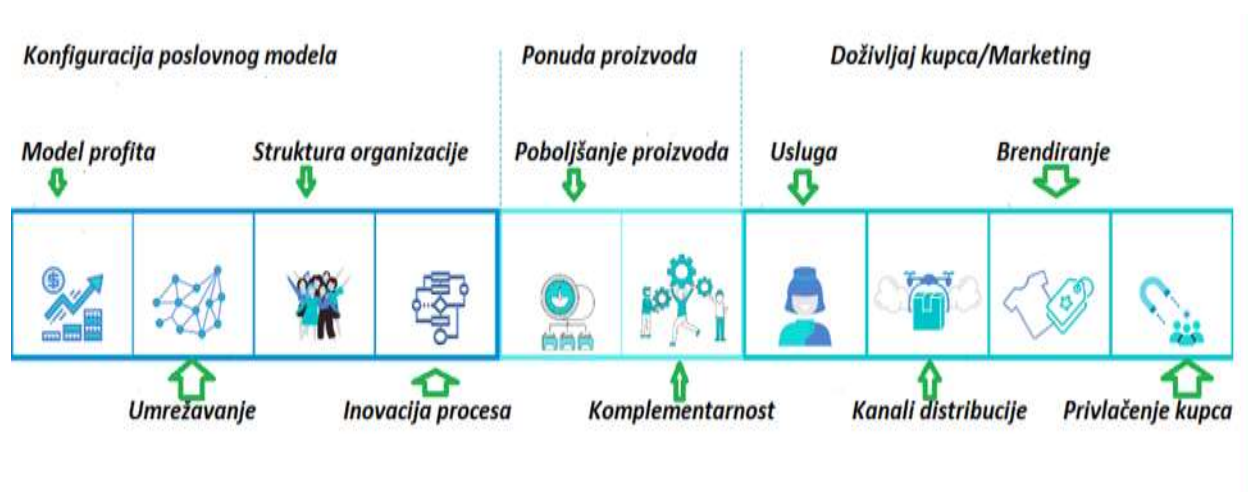 Konfiguracija poslovnog modela
Ponuda proizvoda
Doživljaj kupca/Marketing
Model profita
Struktura organizacije
Poboljšanje proizvoda
Usluga
Brendiranje
Umrežavanje
Inovacija procesa
Komplementarnost
Kanali distribucije
Privlačenje kupca